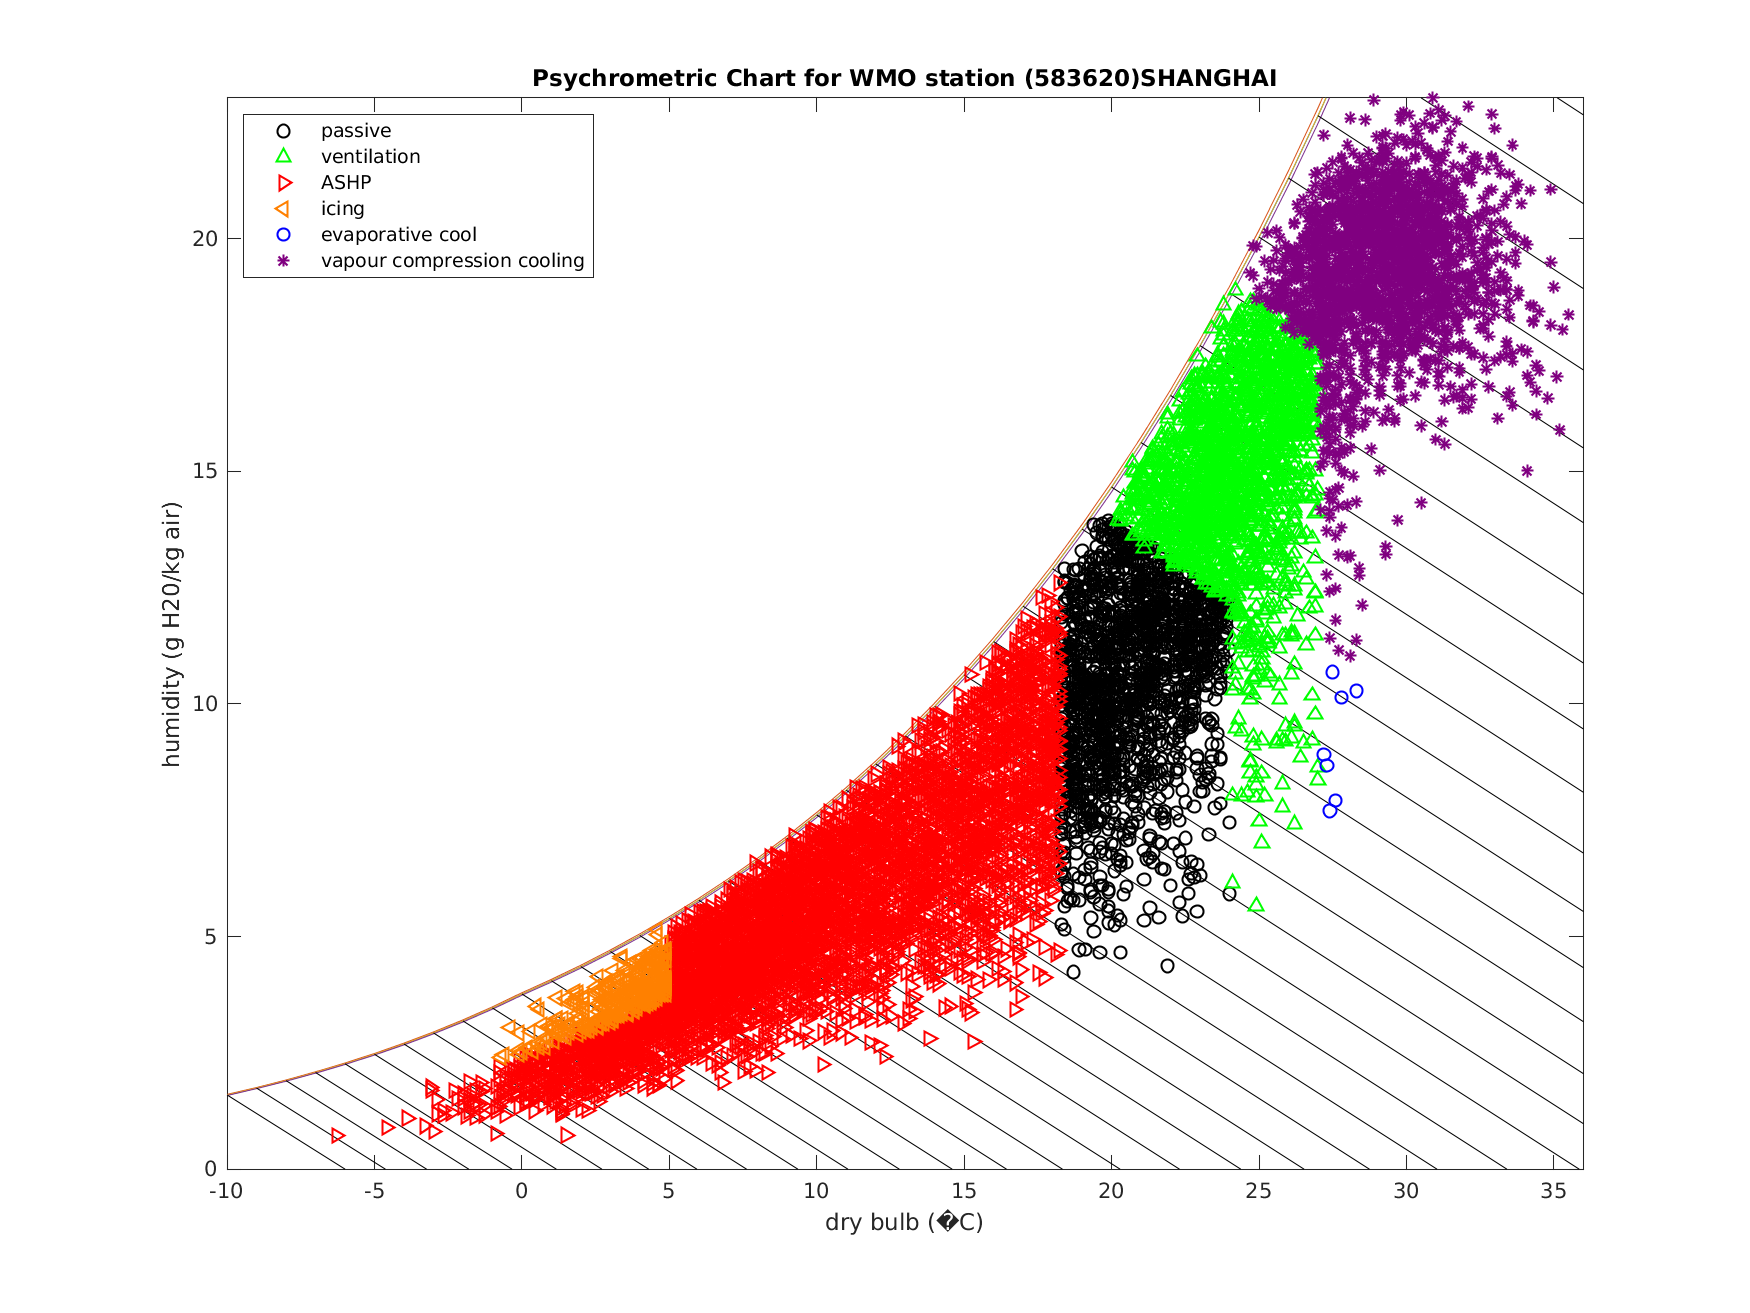 Psychrometric Chart for WMO station (583620)SHANGHAI
passive
ventilation
ASHP
icing
evaporative cool
vapour compression cooling
humidity (g H20/kg air)
20
15
10
5
0
-10 -5 0 5 10 15 20 25 30 35
dry bulb (�C)